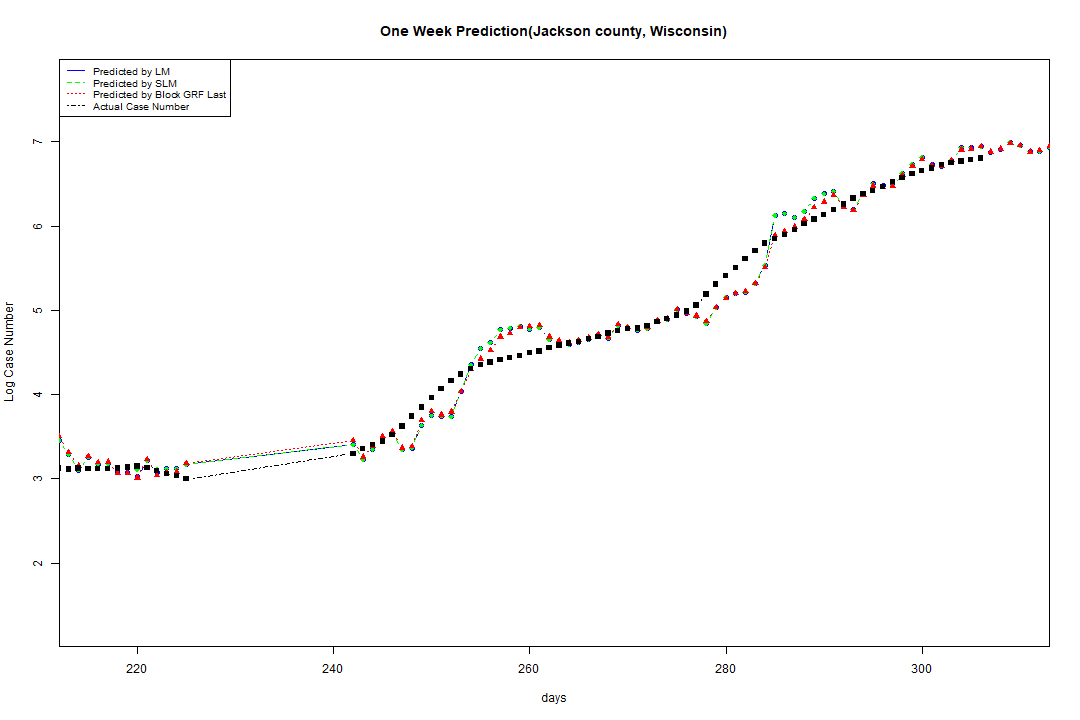 One Week Prediction(Jackson county, Wisconsin)
Predicted by LM
Predicted by SLM
Predicted by Block GRF Last
Actual Case Number
7
6
5
4
3
2
Log Case Number
220
240
260
280
300
days